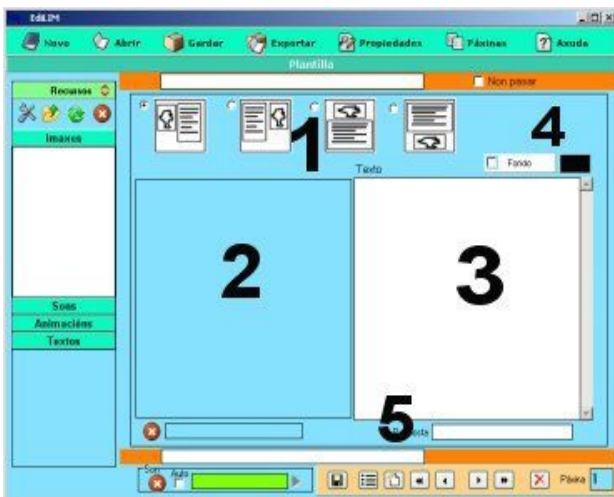 EdiLIM
Novo Abrir Gardar Exportar Propiedades Páxinas Axuda
Plantilla
Recursos
Non pasar
1
4
Imaxes
Texto
Fondo
2
3
Sons
Animacións
Textos
5
Son
Auto
Páxina 1